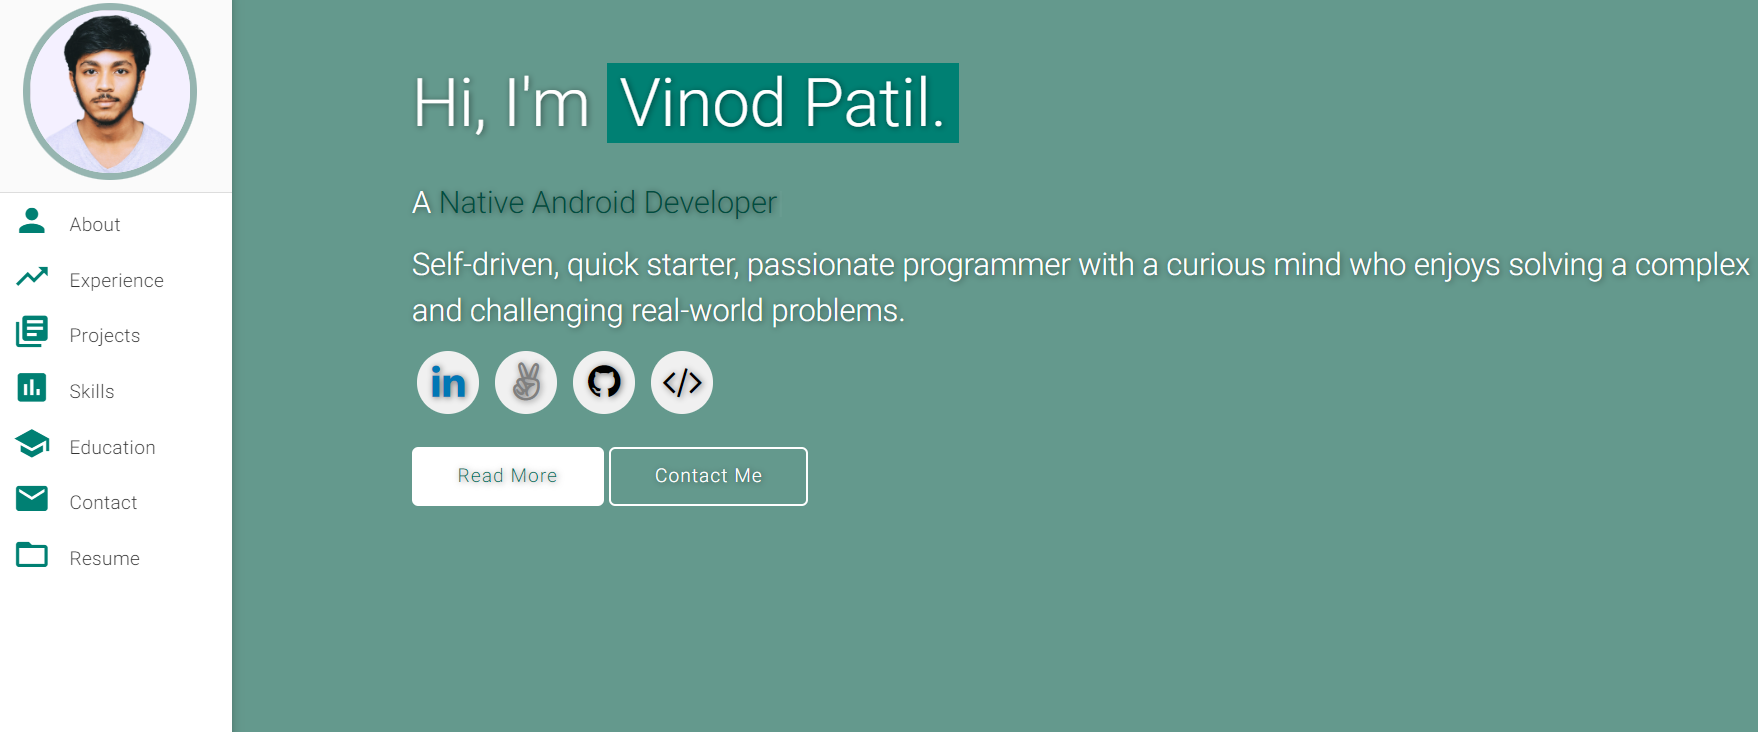 About
Experience
Projects
Skills
Education
Contact
Resume
Hi, I'm Vinod Patil.
A Native Android Developer
Self-driven, quick starter, passionate programmer with a curious mind who enjoys solving a complex
and challenging real-world problems.
in
</>
Read More
Contact Me